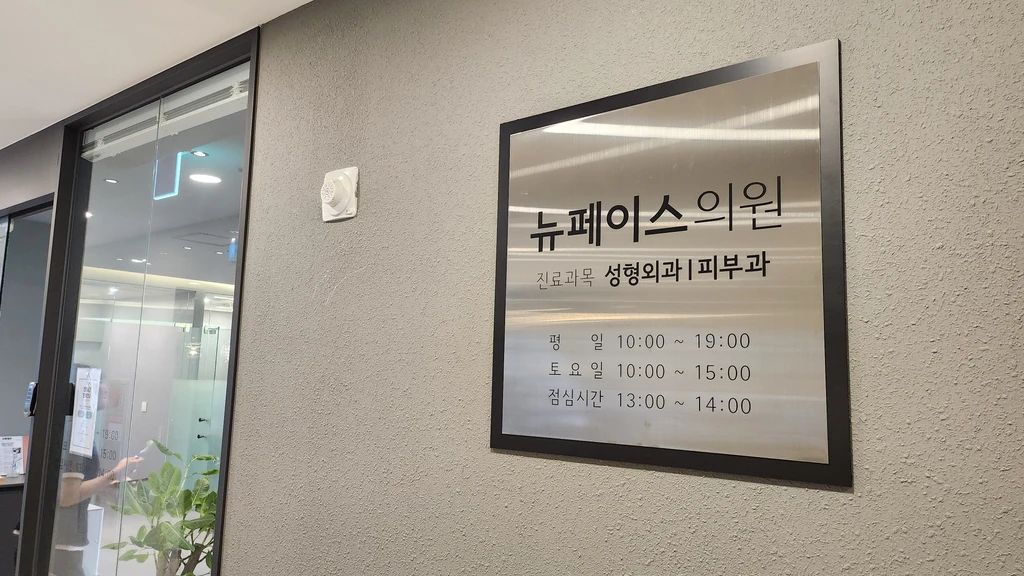 뉴페이스의원
진료과목 성형외과 | 피부과
평 일 10:00 ~ 19:00
토 요 일 10:00 ~ 15:00
점심시간 13:00 ~ 14:00